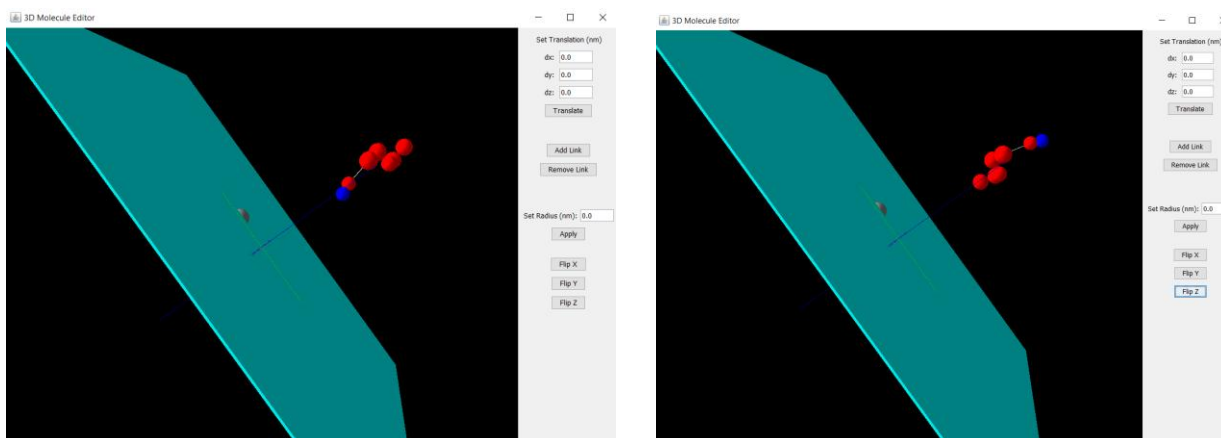 3D Molecule Editor
Set Translation (nm)
dx: 0.0
dy: 0.0
dz: 0.0
Translate
Add Link
Remove Link
Set Radius (nm): 0.0
Apply
Flip X
Flip Y
Flip Z
3D Molecule Editor
Set Translation (nm)
dx: 0.0
dy: 0.0
dz: 0.0
Translate
Add Link
Remove Link
Set Radius (nm): 0.0
Apply
Flip X
Flip Y
Flip Z